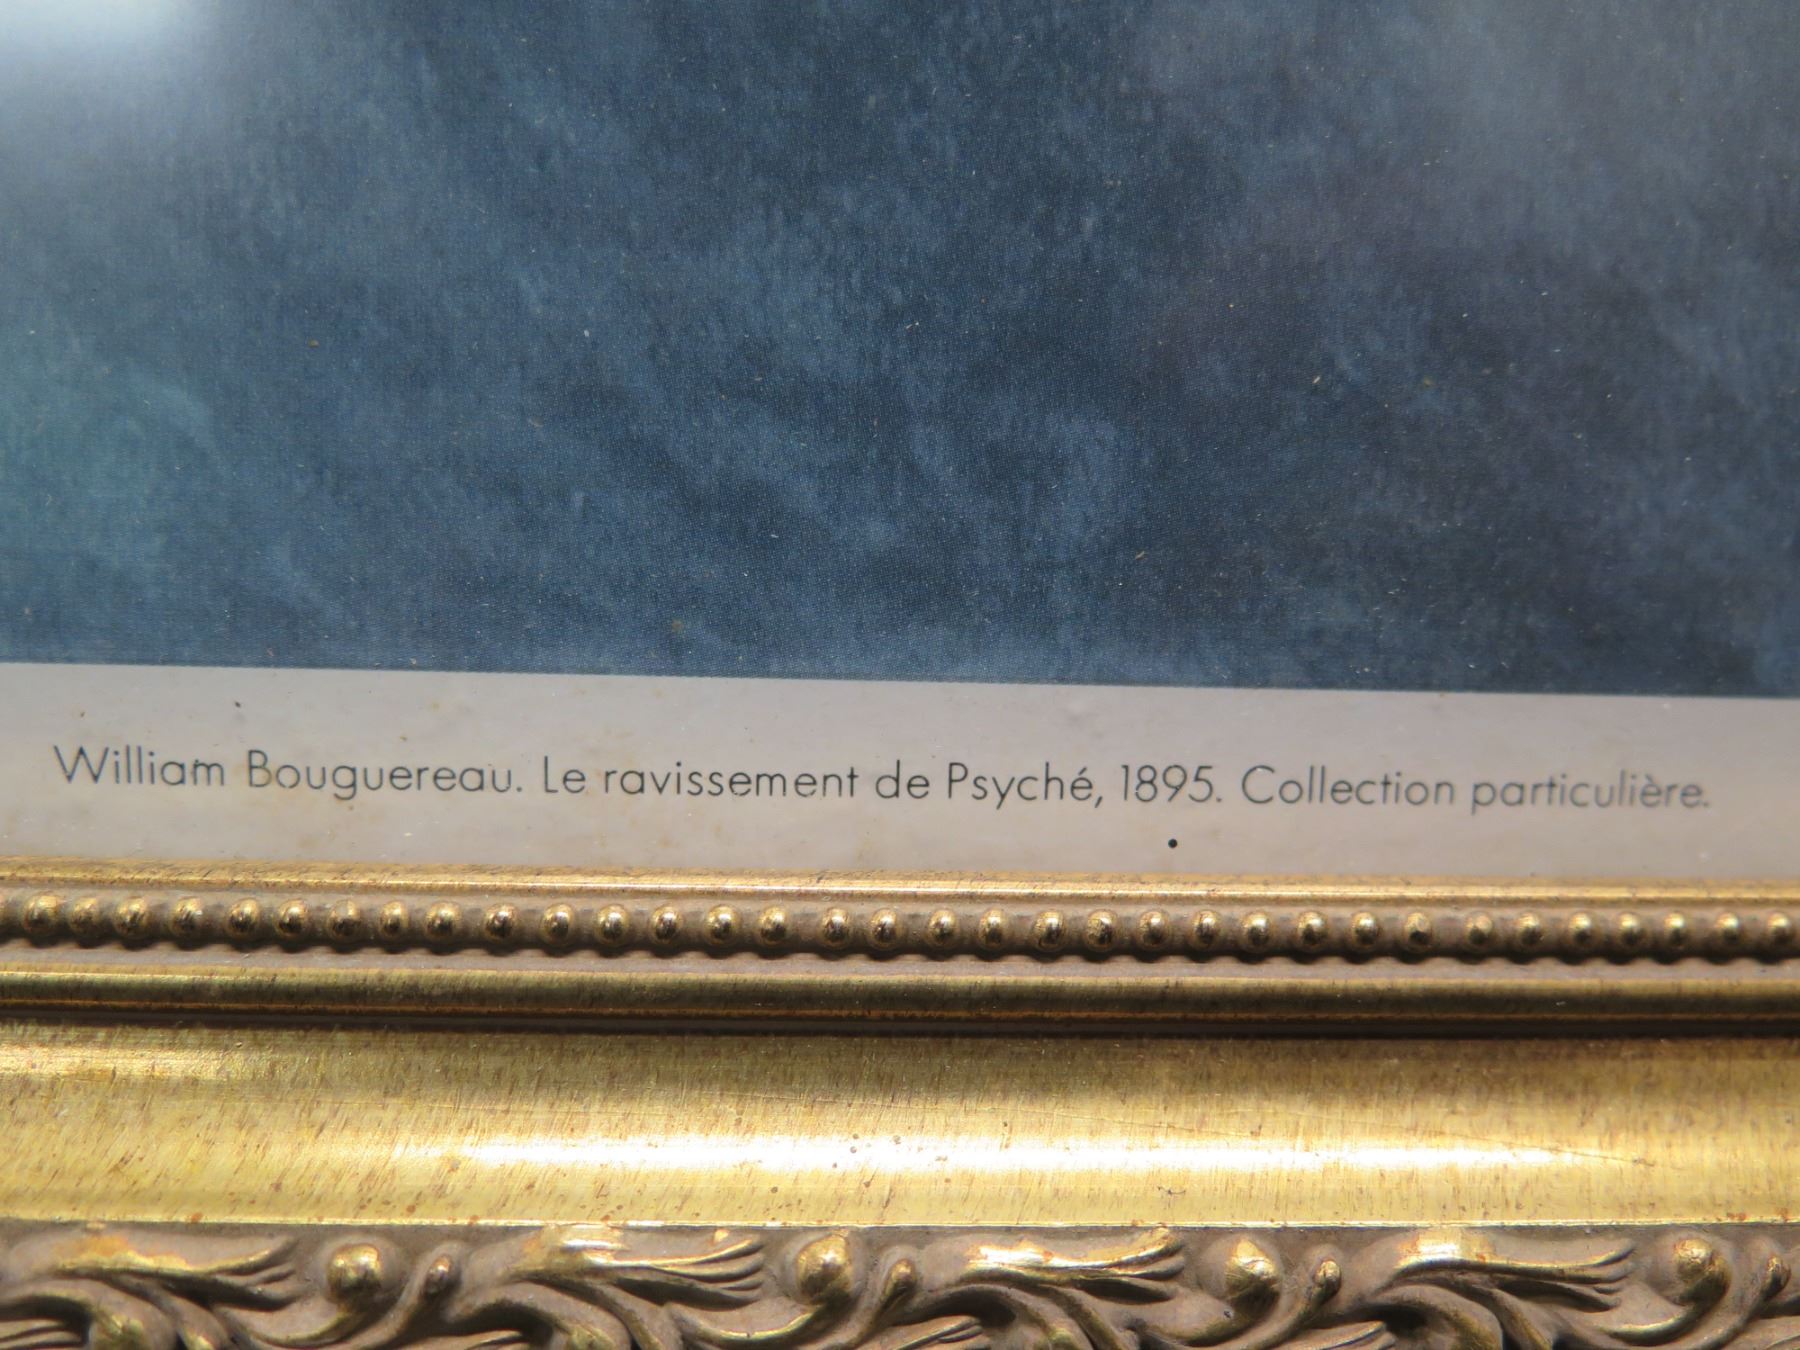 William Bouguereau. Le ravissement de Psyché, 1895. Collection particulière.